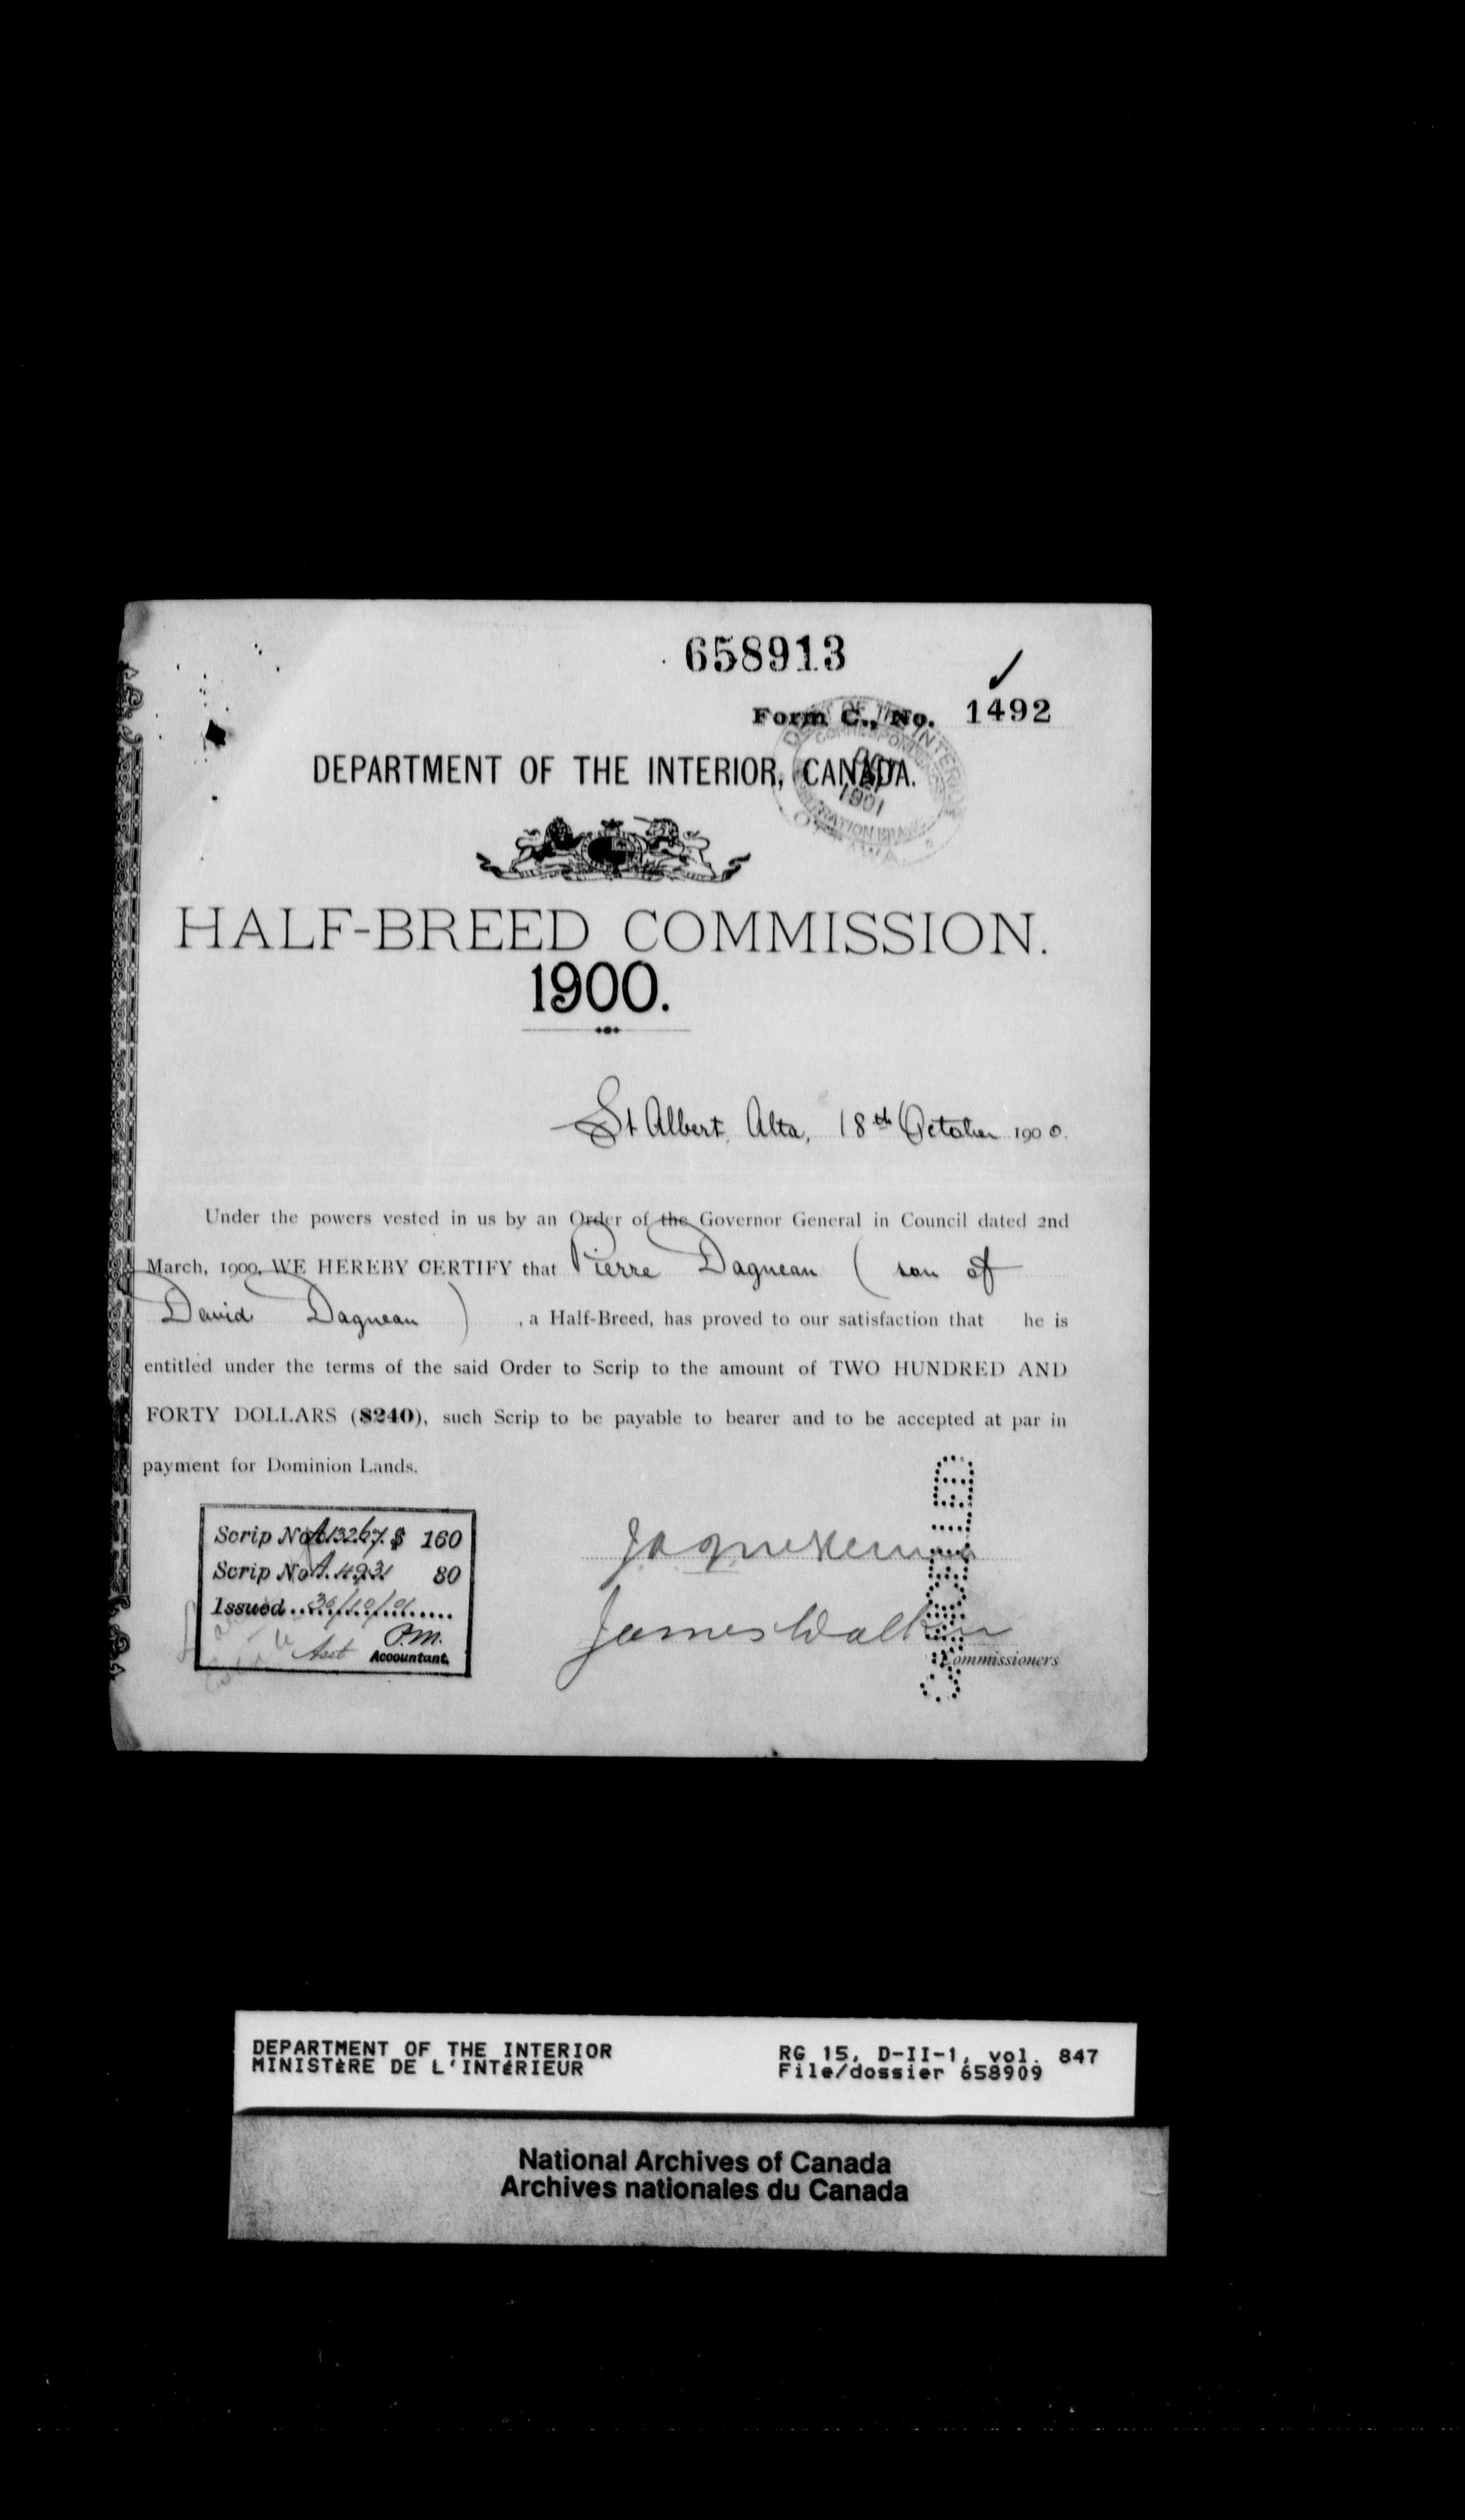 658913
Form C., No. 1492
DEPARTMENT OF THE INTERIOR, CANADA.
1901
HALF-BREED COMMISSION.
1900.
St Albert, Alta, 18th October 1900.
Under the powers vested in us by an Order of the Governor General in Council dated 2nd
March, 1900, WE HEREBY CERTIFY that Pierre Dagneau (son of
David Dagneau) , a Half-Breed, has proved to our satisfaction that he is
entitled under the terms of the said Order to Scrip to the amount of TWO HUNDRED AND
FORTY DOLLARS ($240), such Scrip to be payable to bearer and to be accepted at par in
payment for Dominion Lands.
CANCELLED
Scrip No A13267. $ 160
Scrip No A. 4931 80
Issued 30/10/01
P.M.
Asst Accountant.
James Walker
Commissioners
DEPARTMENT OF THE INTERIOR
MINISTÈRE DE L'INTÉRIEUR
RG 15, D-II-1, vol. 847
File/dossier 658909
National Archives of Canada
Archives nationales du Canada